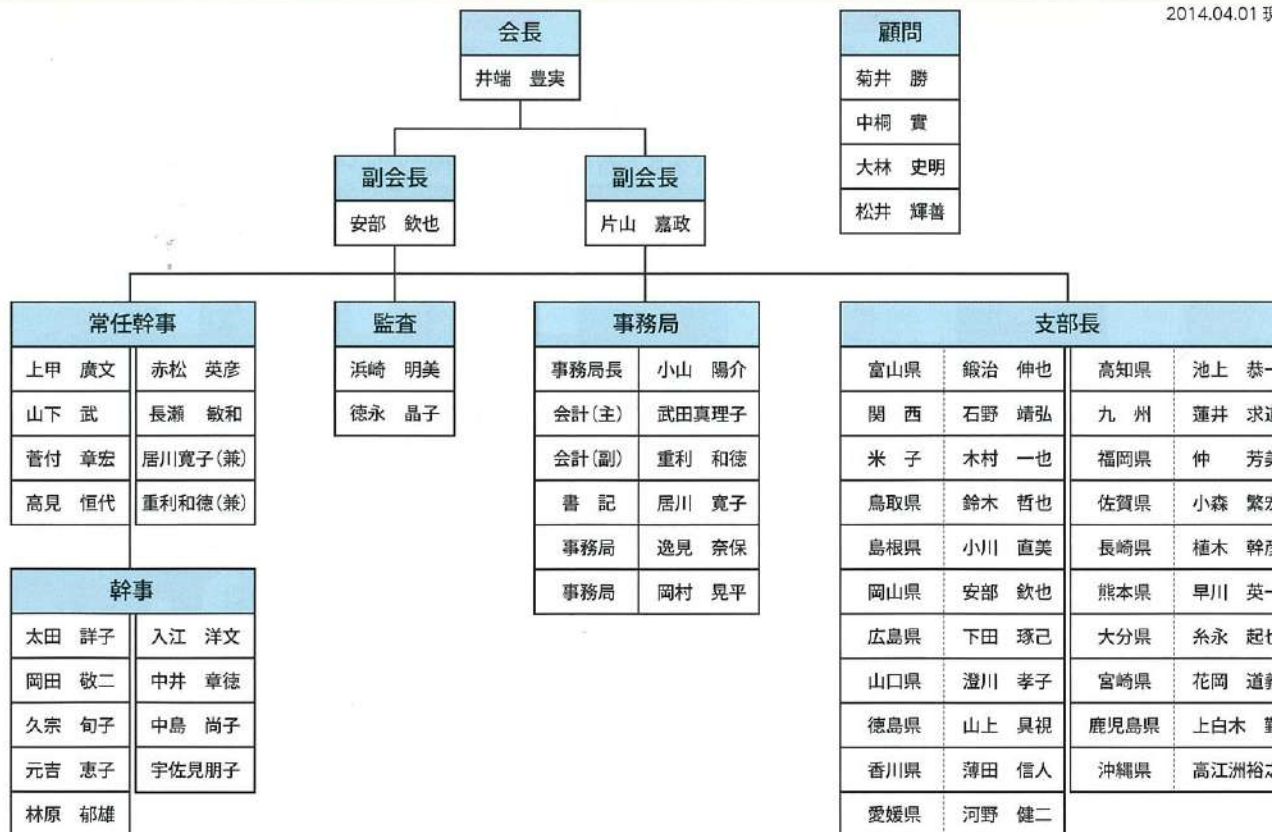 2014.04.01
会長
井端 豊実
顧問
菊井 勝
中桐 實
大林 史明
松井 輝善
副会長
安部 欽也
副会長
片山 嘉政
常任幹事
上甲 廣文 赤松 英彦
山下 武 長瀬 敏和
菅付 章宏 居川寛子(兼)
高見 恒代 重利和徳(兼)
幹事
太田 詳子 入江 洋文
岡田 敬二 中井 章徳
久宗 旬子 中島 尚子
元吉 恵子 宇佐見朋子
林原 郁雄
監査
浜崎 明美
徳永 晶子
事務局
事務局長 小山 陽介
会計(主) 武田真理子
会計(副) 重利 和徳
書記 居川 寛子
事務局 逸見 奈保
事務局 岡村 晃平
支部長
富山県 鍛治 伸也 高知県 池上
関西 石野 靖弘 九州 蓮井
米子 木村 一也 福岡県 仲
鳥取県 鈴木 哲也 佐賀県 小森
島根県 小川 直美 長崎県 植木
岡山県 安部 欽也 熊本県 早川
広島県 下田 琢己 大分県 糸永
山口県 澄川 孝子 宮崎県 花岡
徳島県 山上 具視 鹿児島県 上白木
香川県 薄田 信人 沖縄県 高江洲
愛媛県 河野 健二